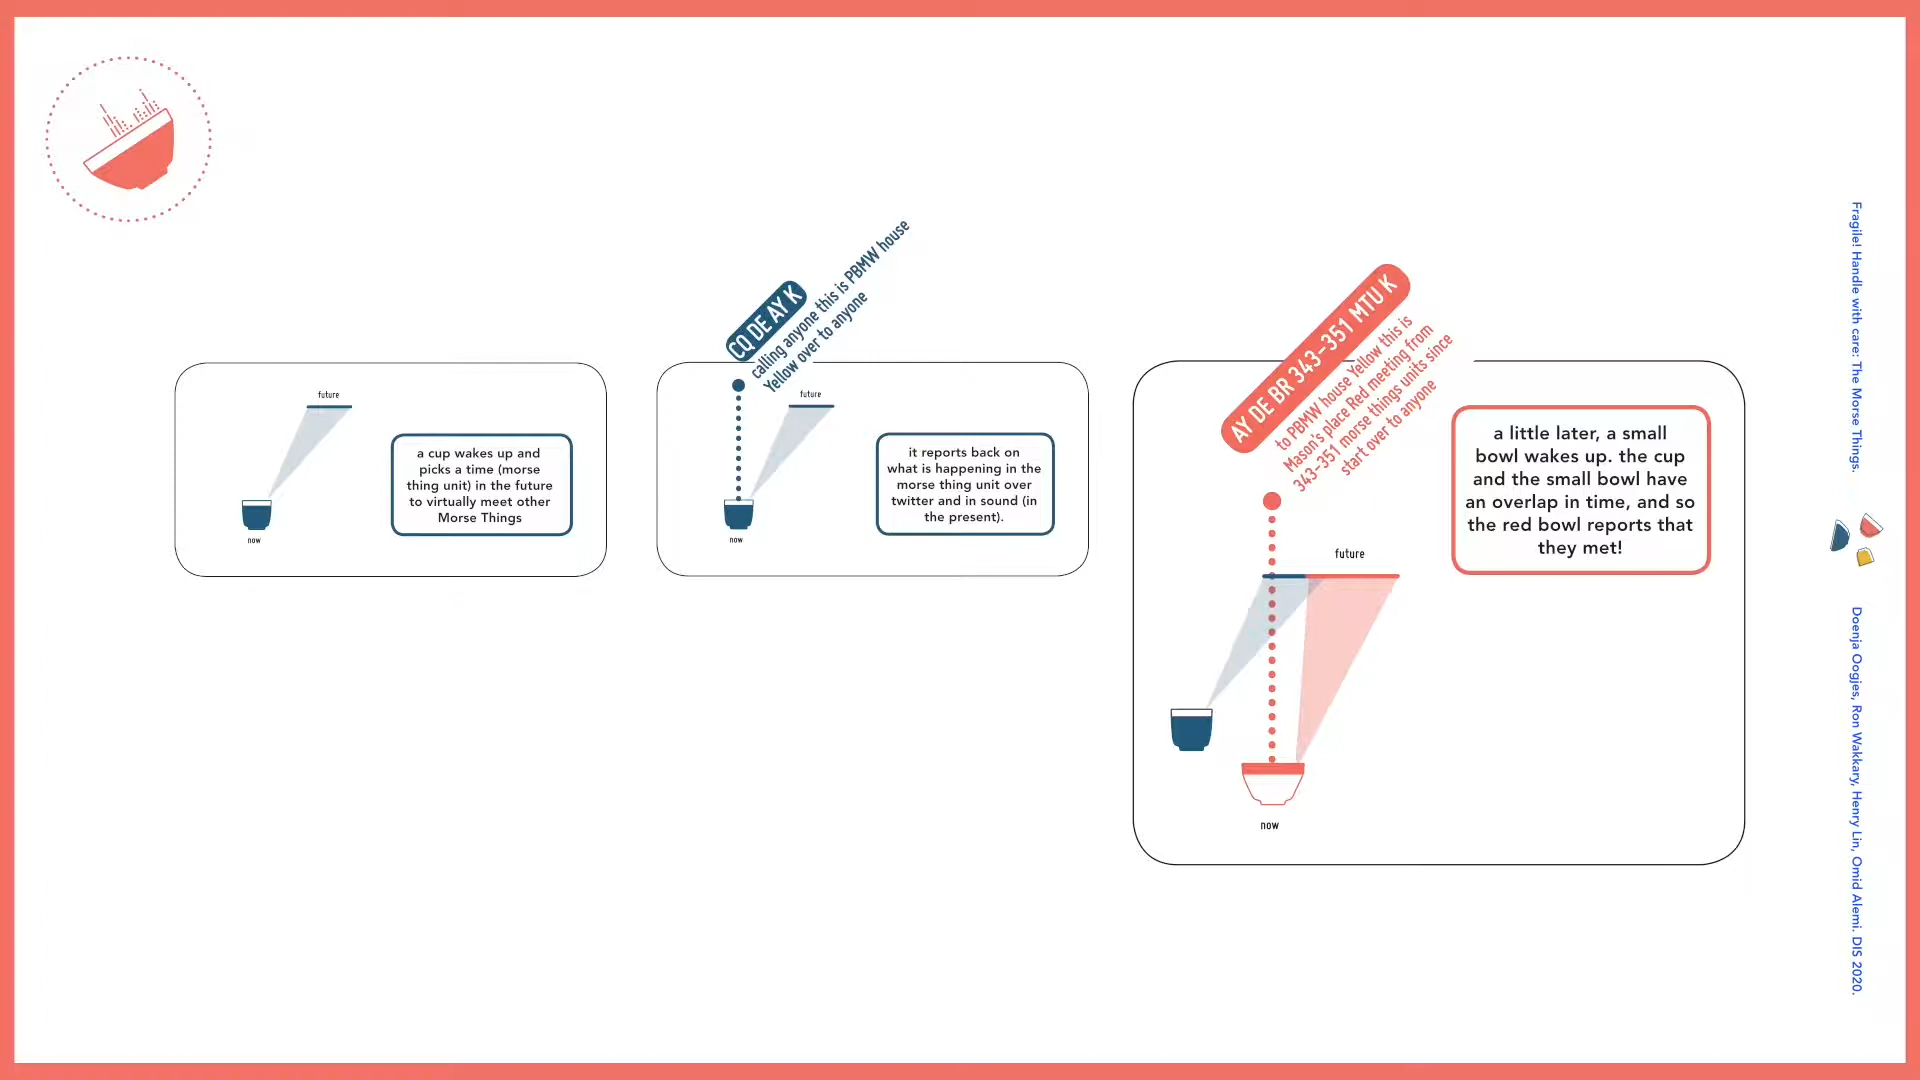 future
a cup wakes up and
picks a time (morse
thing unit) in the future
to virtually meet other
Morse Things
now
CQ DE AY K
calling anyone this is PBMW house
Yellow over to anyone
future
it reports back on
what is happening in the
morse thing unit over
twitter and in sound (in
the present).
now
AY DE BR 343-351 MTU K
to PBMW house Yellow this is
Mason's place Red meeting from
343-351 morse things units since
start over to anyone
future
a little later, a small
bowl wakes up. the cup
and the small bowl have
an overlap in time, and so
the red bowl reports that
they met!
now
Fragile! Handle with care: The Morse Things.
Doenja Oogjes, Ron Wakkary, Henry Lin, Omid Alemi. DIS 2020.